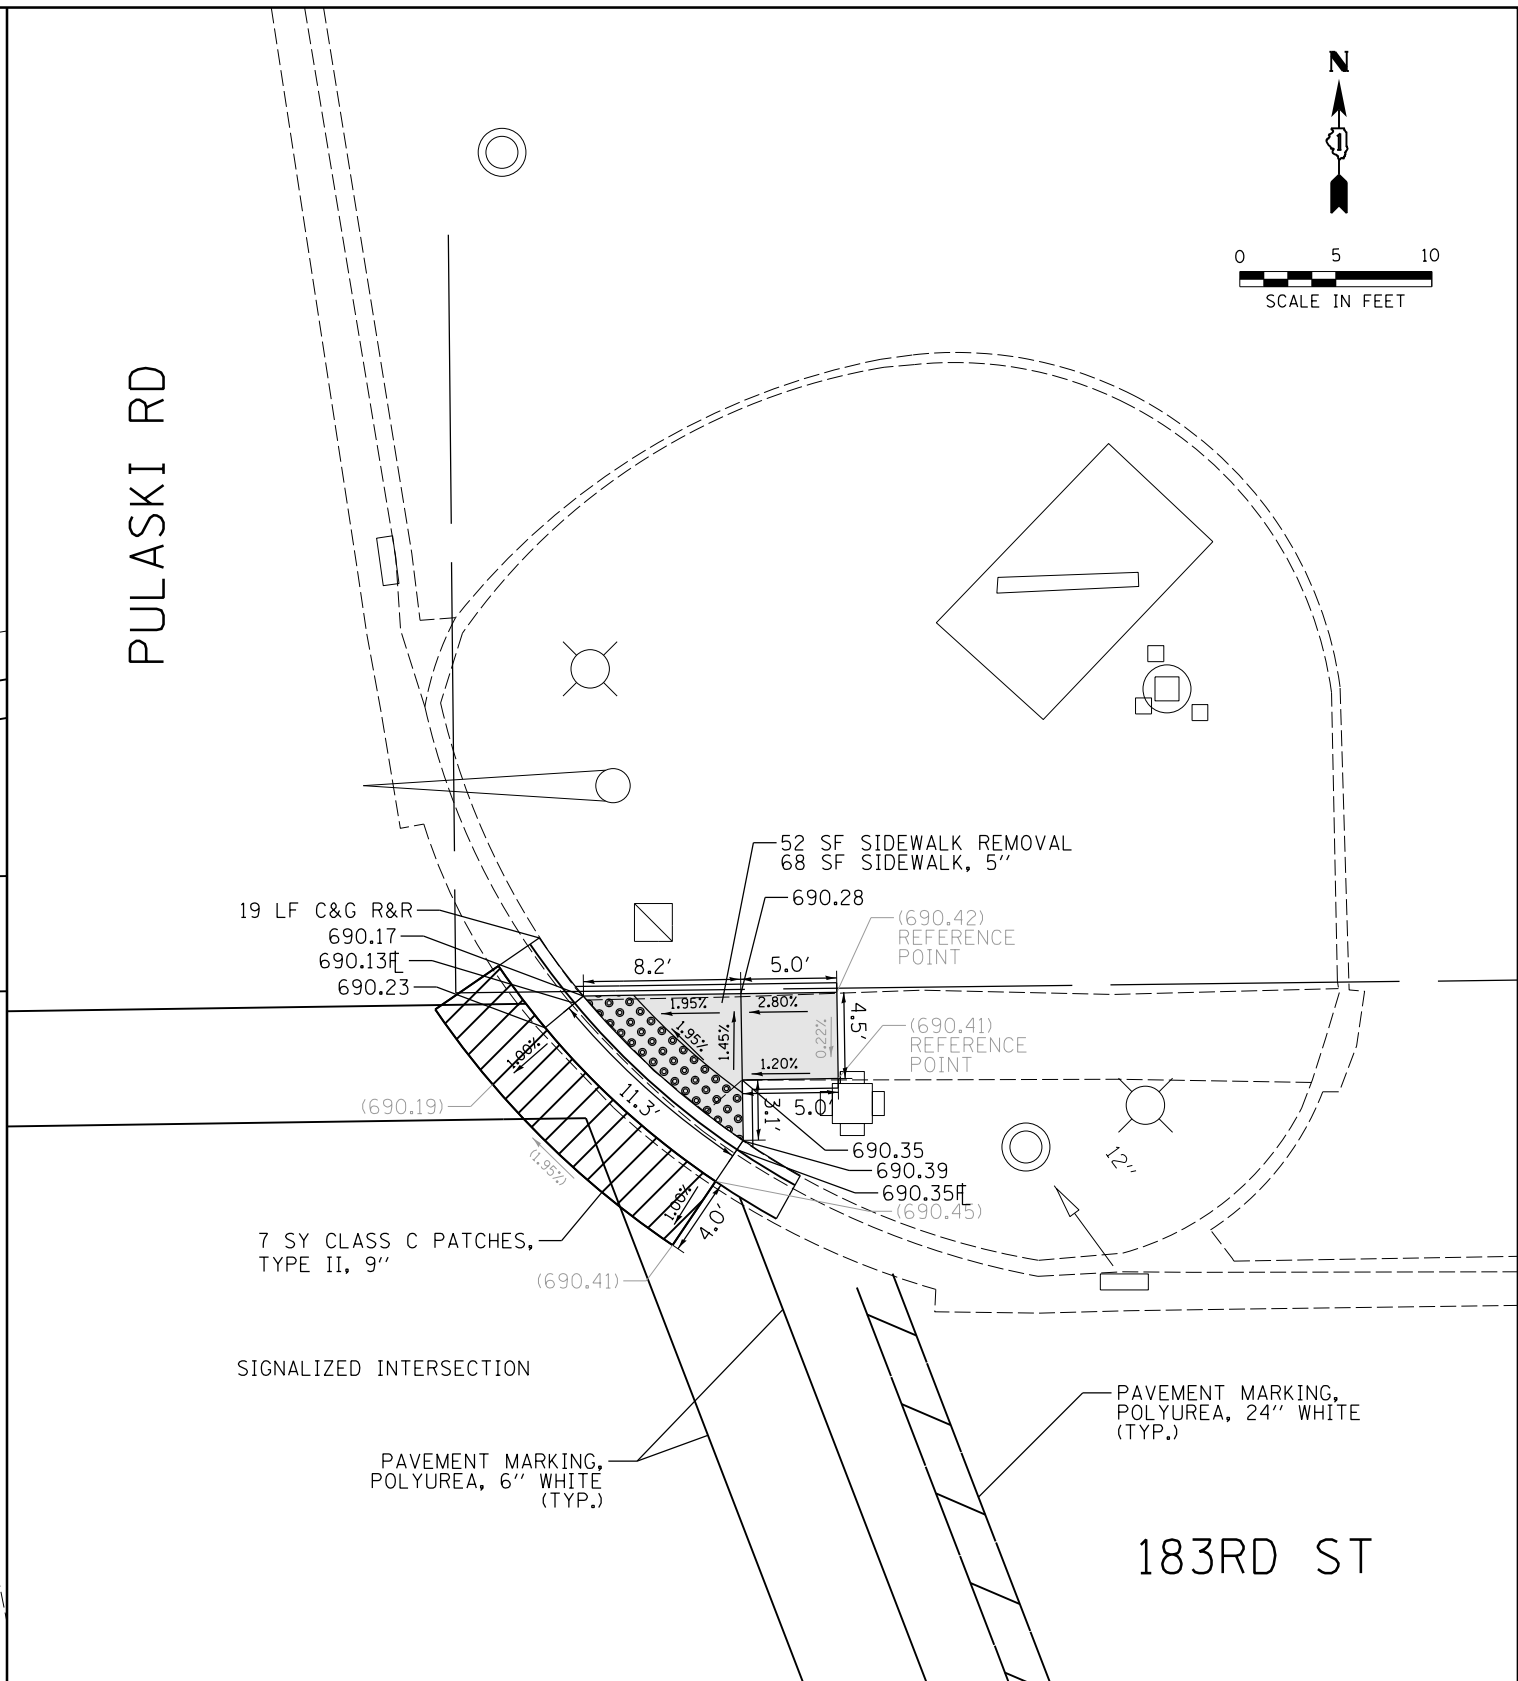 N
1
0 5 10
SCALE IN FEET
PULASKI RD
52 SF SIDEWALK REMOVAL
68 SF SIDEWALK, 5''
690.28
19 LF C&G R&R
690.17
690.13FL
690.23
(690.42)
REFERENCE
POINT
8.2'
5.0'
1.95%
2.80%
4.5'
(690.41)
REFERENCE
POINT
1.95%
1.45%
0.22%
1.20%
1.00%
(690.19)
11.3'
3.1'
5.0'
690.35
690.39
690.35FL
(690.45)
12''
(1.95%)
1.00%
4.0'
7 SY CLASS C PATCHES,
TYPE II, 9''
(690.41)
SIGNALIZED INTERSECTION
PAVEMENT MARKING,
POLYUREA, 24'' WHITE
(TYP.)
PAVEMENT MARKING,
POLYUREA, 6'' WHITE
(TYP.)
183RD ST